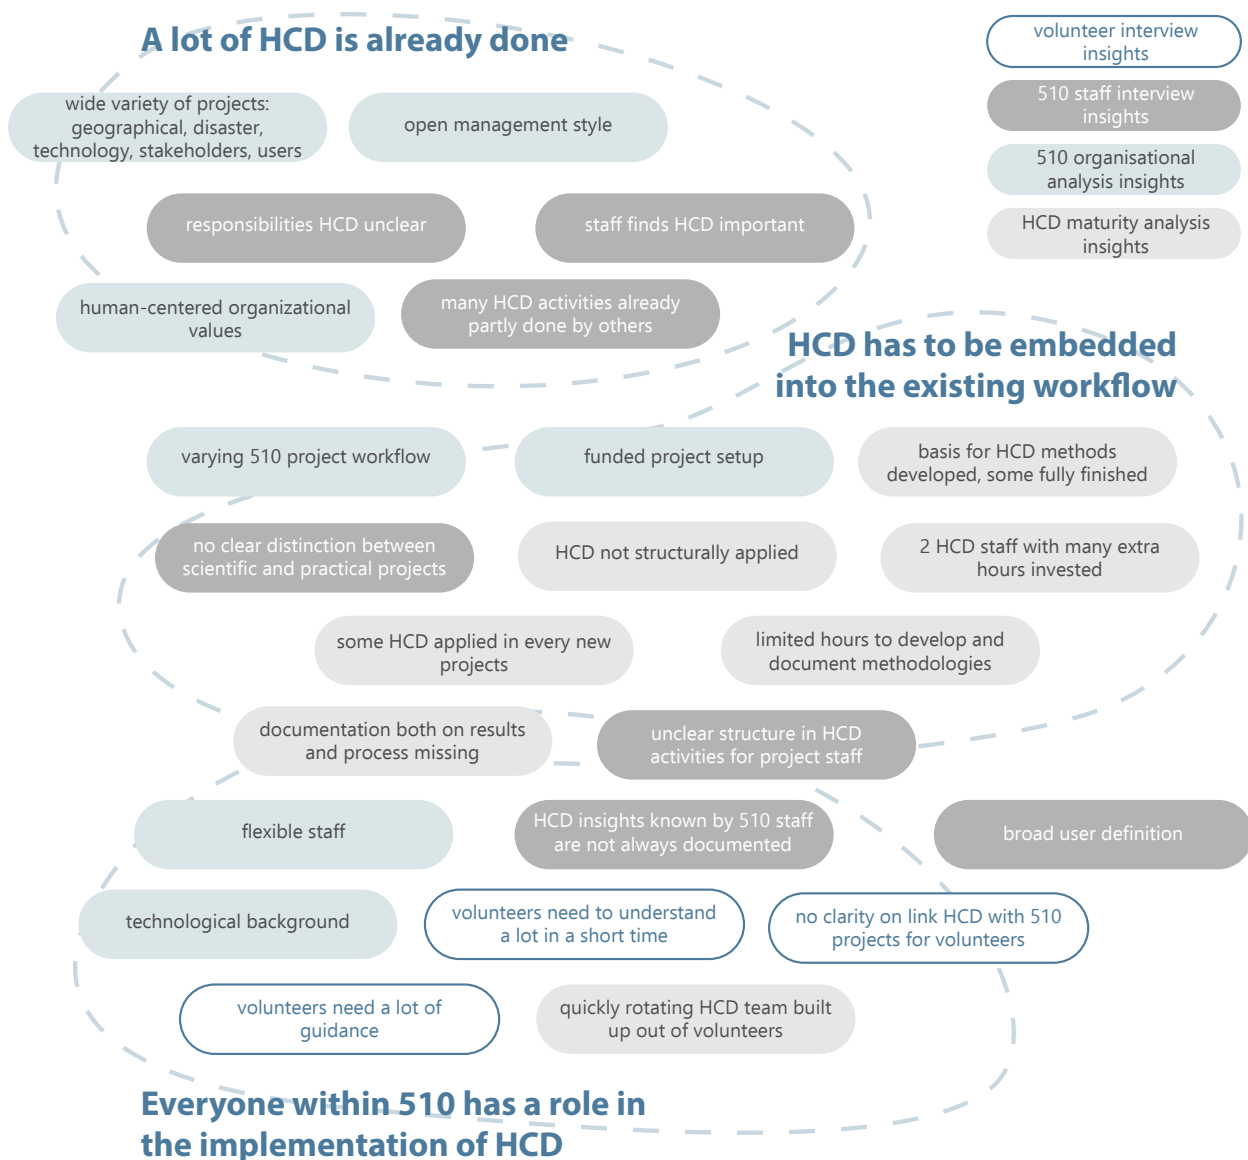 A lot of HCD is already done
volunteer interview
insights
510 staff interview
insights
510 organisational
analysis insights
HCD maturity analysis
insights
wide variety of projects:
geographical, disaster,
technology, stakeholders, users
open management style
responsibilities HCD unclear
staff finds HCD important
human-centered organizational
values
many HCD activities already
partly done by others
HCD has to be embedded
into the existing workflow
varying 510 project workflow
funded project setup
basis for HCD methods
developed, some fully finished
no clear distinction between
scientific and practical projects
HCD not structurally applied
2 HCD staff with many extra
hours invested
some HCD applied in every new
projects
limited hours to develop and
document methodologies
documentation both on results
and process missing
unclear structure in HCD
activities for project staff
flexible staff
HCD insights known by 510 staff
are not always documented
broad user definition
technological background
volunteers need to understand
a lot in a short time
no clarity on link HCD with 510
projects for volunteers
volunteers need a lot of
guidance
quickly rotating HCD team built
up out of volunteers
Everyone within 510 has a role in
the implementation of HCD